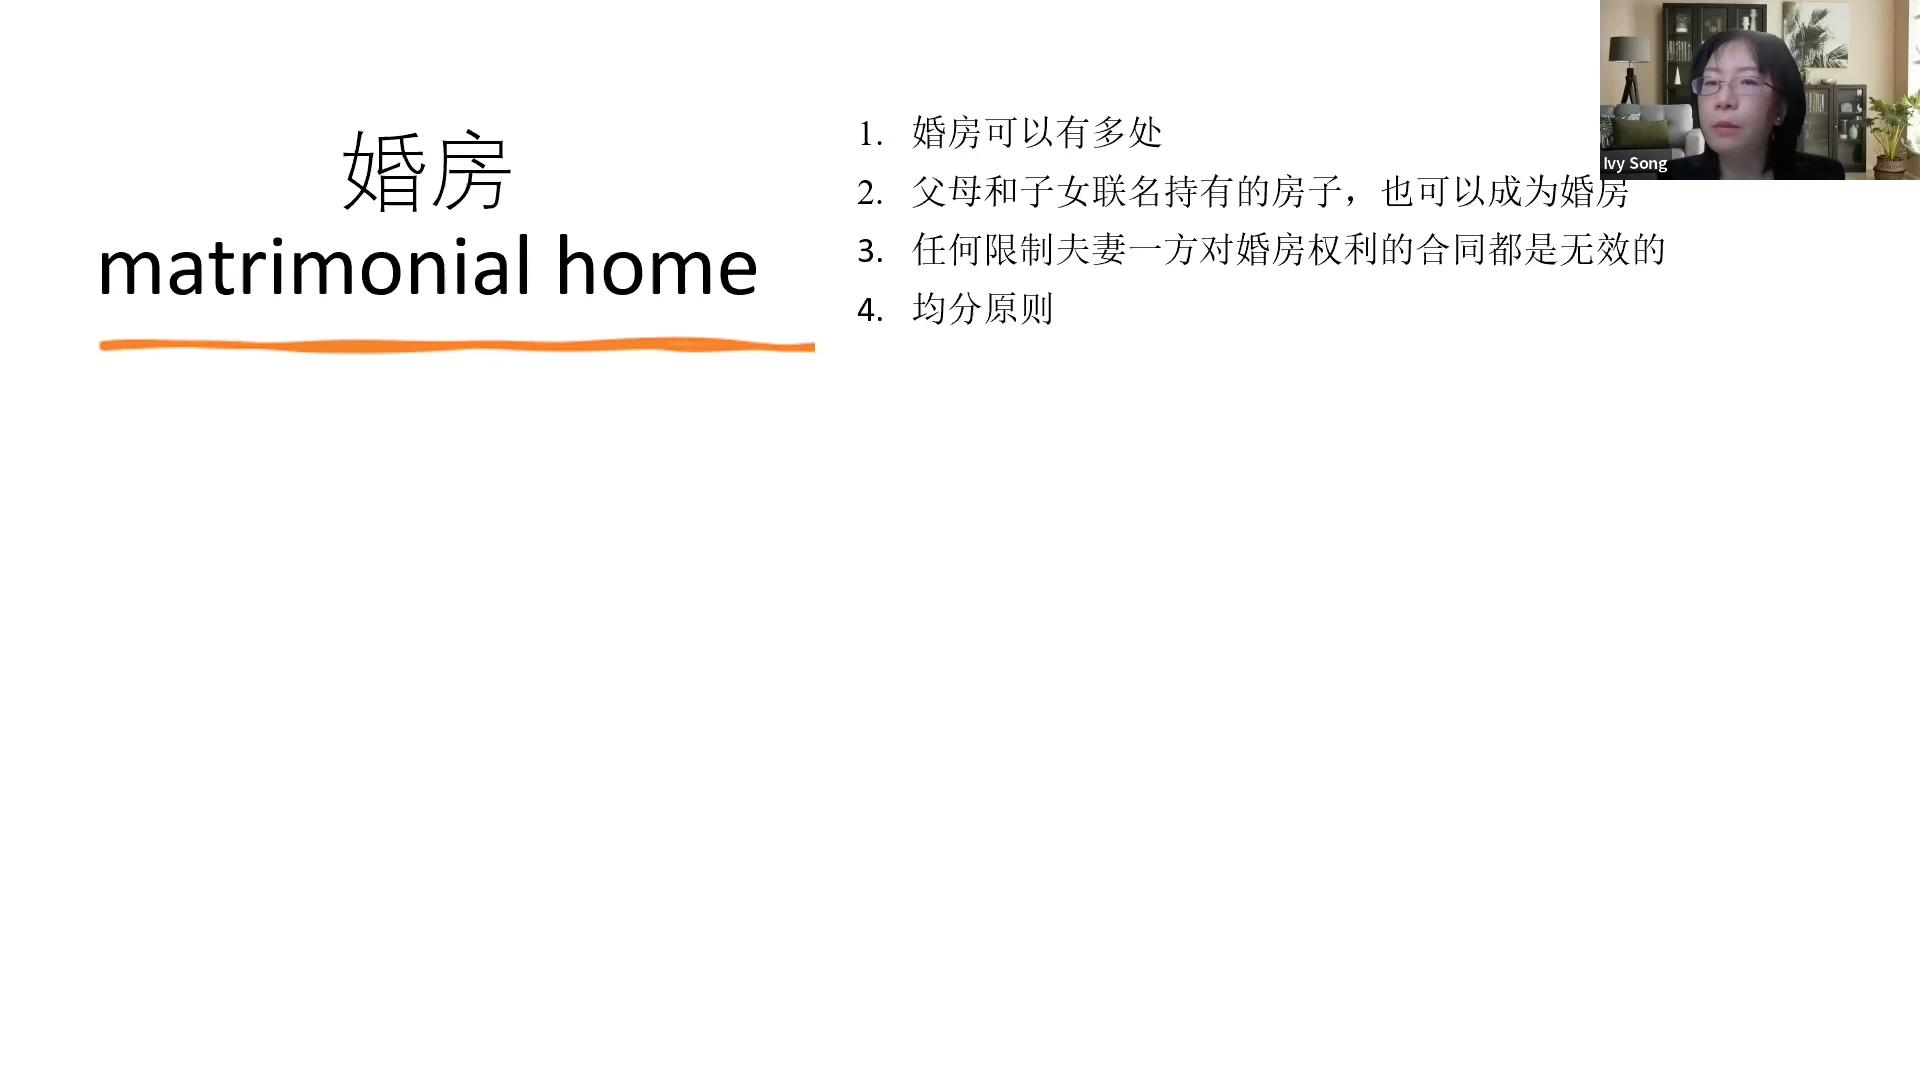 婚房
matrimonial home
1. 婚房可以有多处
2. 父母和子女联名持有的房子，也可以成为婚房
3. 任何限制夫妻一方对婚房权利的合同都是无效的
4. 均分原则
Ivy Song